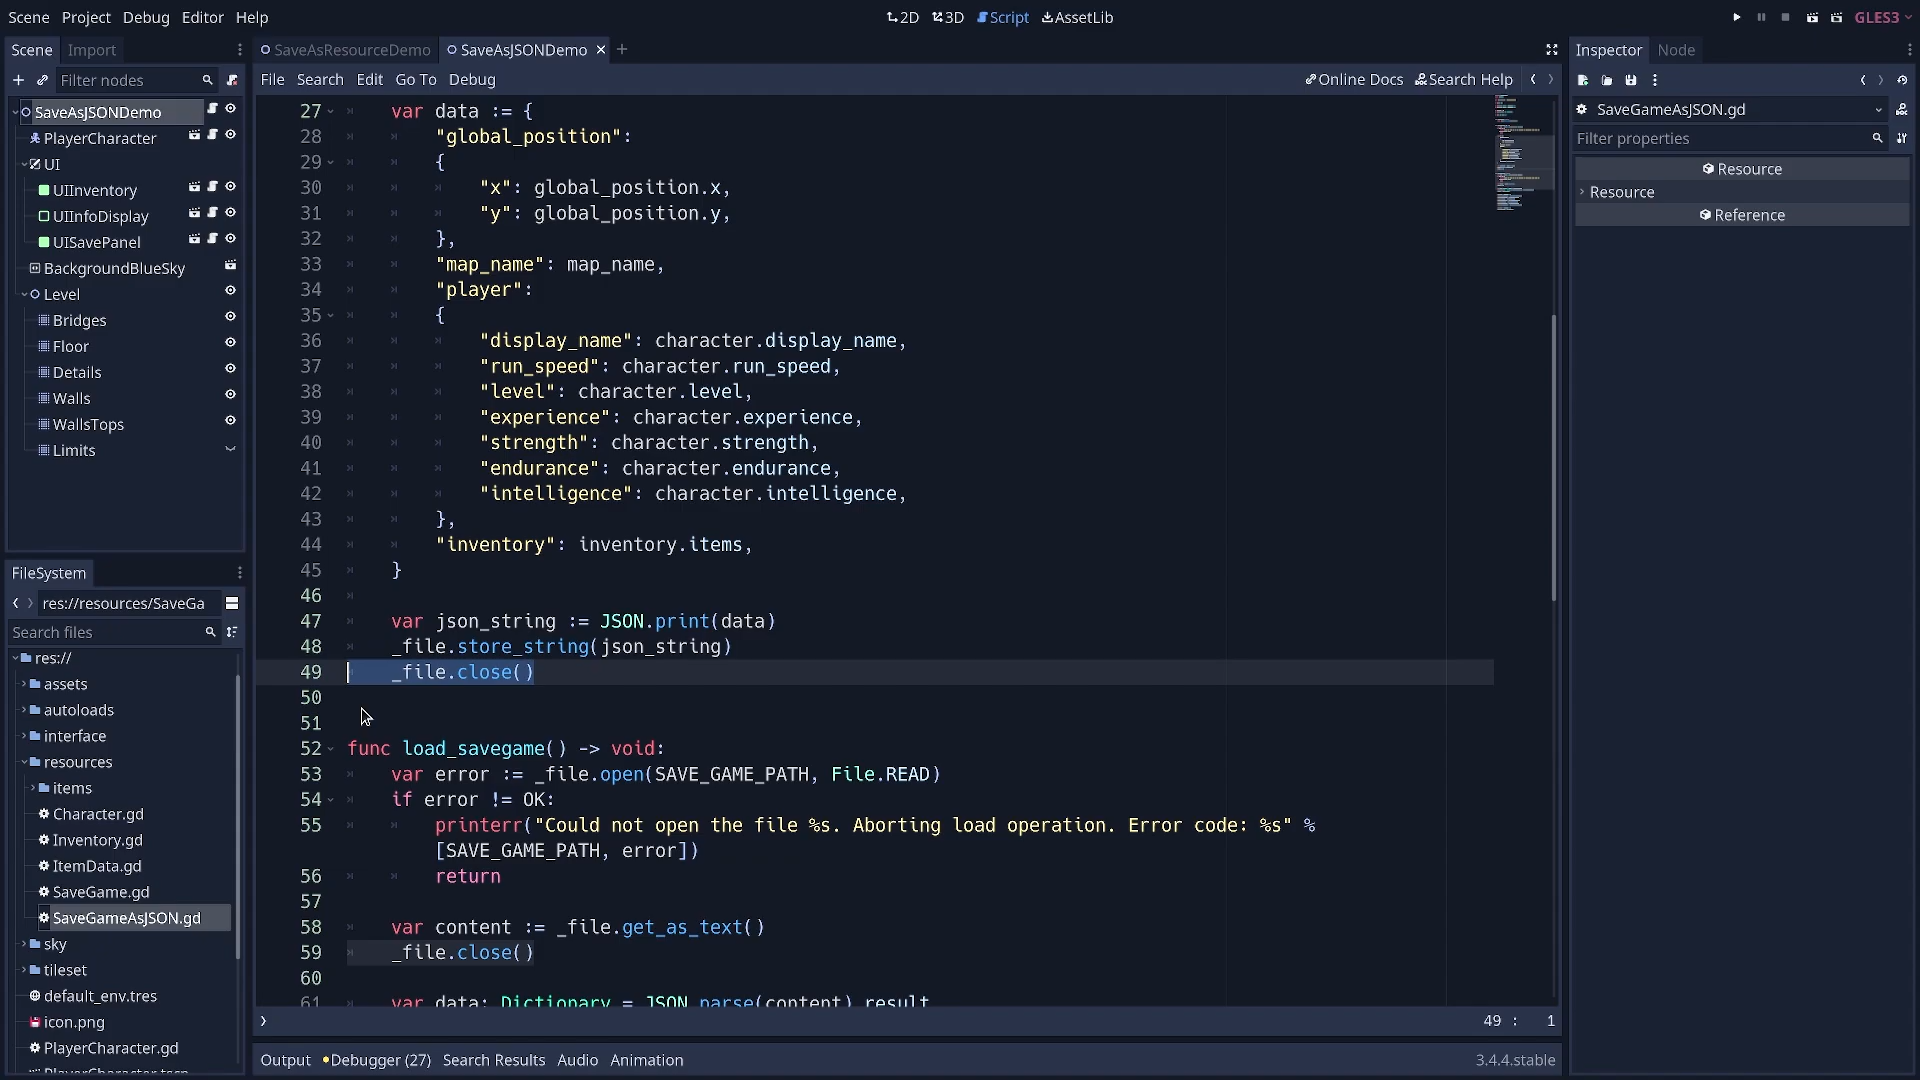 Scene Project Debug Editor Help
2D 3D Script AssetLib
GLES3
Scene Import
SaveAsResourceDemo SaveAsJSONDemo
Inspector Node
Filter nodes
File Search Edit Go To Debug
Online Docs Search Help
SaveGameAsJSON.gd
Filter properties
Resource
Resource
Reference
SaveAsJSONDemo
PlayerCharacter
UI
UIInventory
UIInfoDisplay
UISavePanel
BackgroundBlueSky
Level
Bridges
Floor
Details
Walls
WallsTops
Limits
FileSystem
res://resources/SaveGa
Search files
res://
assets
autoloads
interface
resources
items
Character.gd
Inventory.gd
ItemData.gd
SaveGame.gd
SaveGameAsJSON.gd
sky
tileset
default_env.tres
icon.png
PlayerCharacter.gd
PlayerCharacter.tscn
27 var data := {
28 "global_position":
29 {
30 "x": global_position.x,
31 "y": global_position.y,
32 },
33 "map_name": map_name,
34 "player":
35 {
36 "display_name": character.display_name,
37 "run_speed": character.run_speed,
38 "level": character.level,
39 "experience": character.experience,
40 "strength": character.strength,
41 "endurance": character.endurance,
42 "intelligence": character.intelligence,
43 },
44 "inventory": inventory.items,
45 }
46
47 var json_string := JSON.print(data)
48 _file.store_string(json_string)
49 _file.close()
50
51
52 func load_savegame() -> void:
53 var error := _file.open(SAVE_GAME_PATH, File.READ)
54 if error != OK:
55 printerr("Could not open the file %s. Aborting load operation. Error code: %s" %
[SAVE_GAME_PATH, error])
56 return
57
58 var content := _file.get_as_text()
59 _file.close()
60
61 var data: Dictionary = JSON.parse(content).result
49 : 1
Output Debugger (27) Search Results Audio Animation
3.4.4.stable